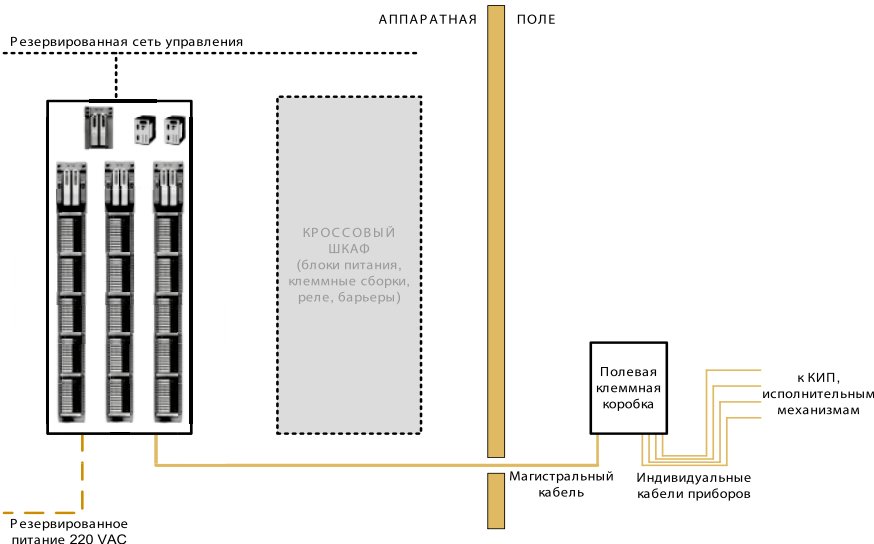 АППАРАТНАЯ
ПОЛЕ
Резервированная сеть управления
КРОССОВЫЙ
ШКАФ
(блоки питания,
клеммные сборки,
реле, барьеры)
Полевая
клеммная
коробка
к КИП,
исполнительным
механизмам
Магистральный
кабель
Индивидуальные
кабели приборов
Резервированное
питание 220 VAC